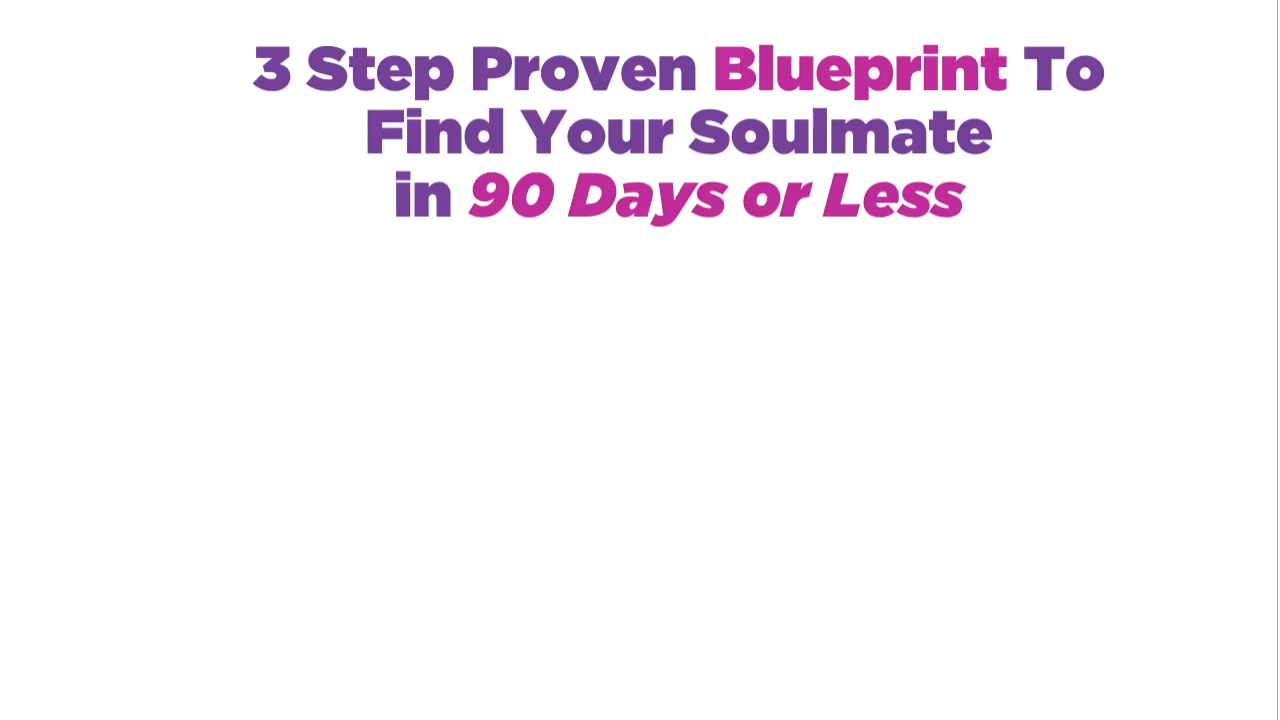 3 Step Proven Blueprint To
Find Your Soulmate
in 90 Days or Less